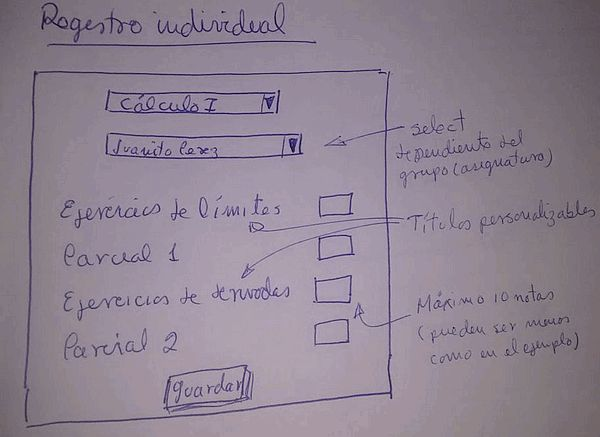 Rogestro individual
Cálculo I
Juanito Perez
select
dependiente del
grupo (asignatura)
Ejercicios de límites
Títulos personalizables
Parcial 1
Ejercicios de derivadas
Máximo 10 notas
(pueden ser menos
como en el ejemplo)
Parcial 2
guardar